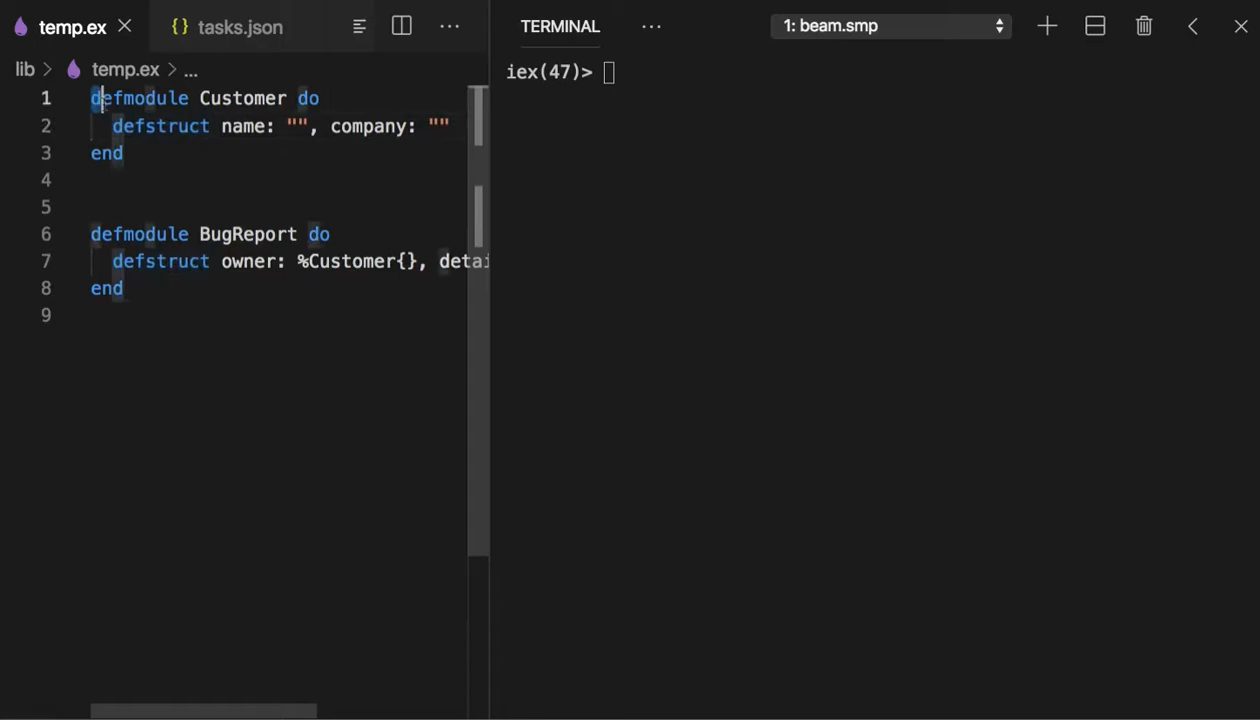 temp.ex
{} tasks.json
TERMINAL
1: beam.smp
lib > temp.ex > ...
iex(47)>
1 defmodule Customer do
2 defstruct name: "", company: ""
3 end
4
5
6 defmodule BugReport do
7 defstruct owner: %Customer{}, detai
8 end
9